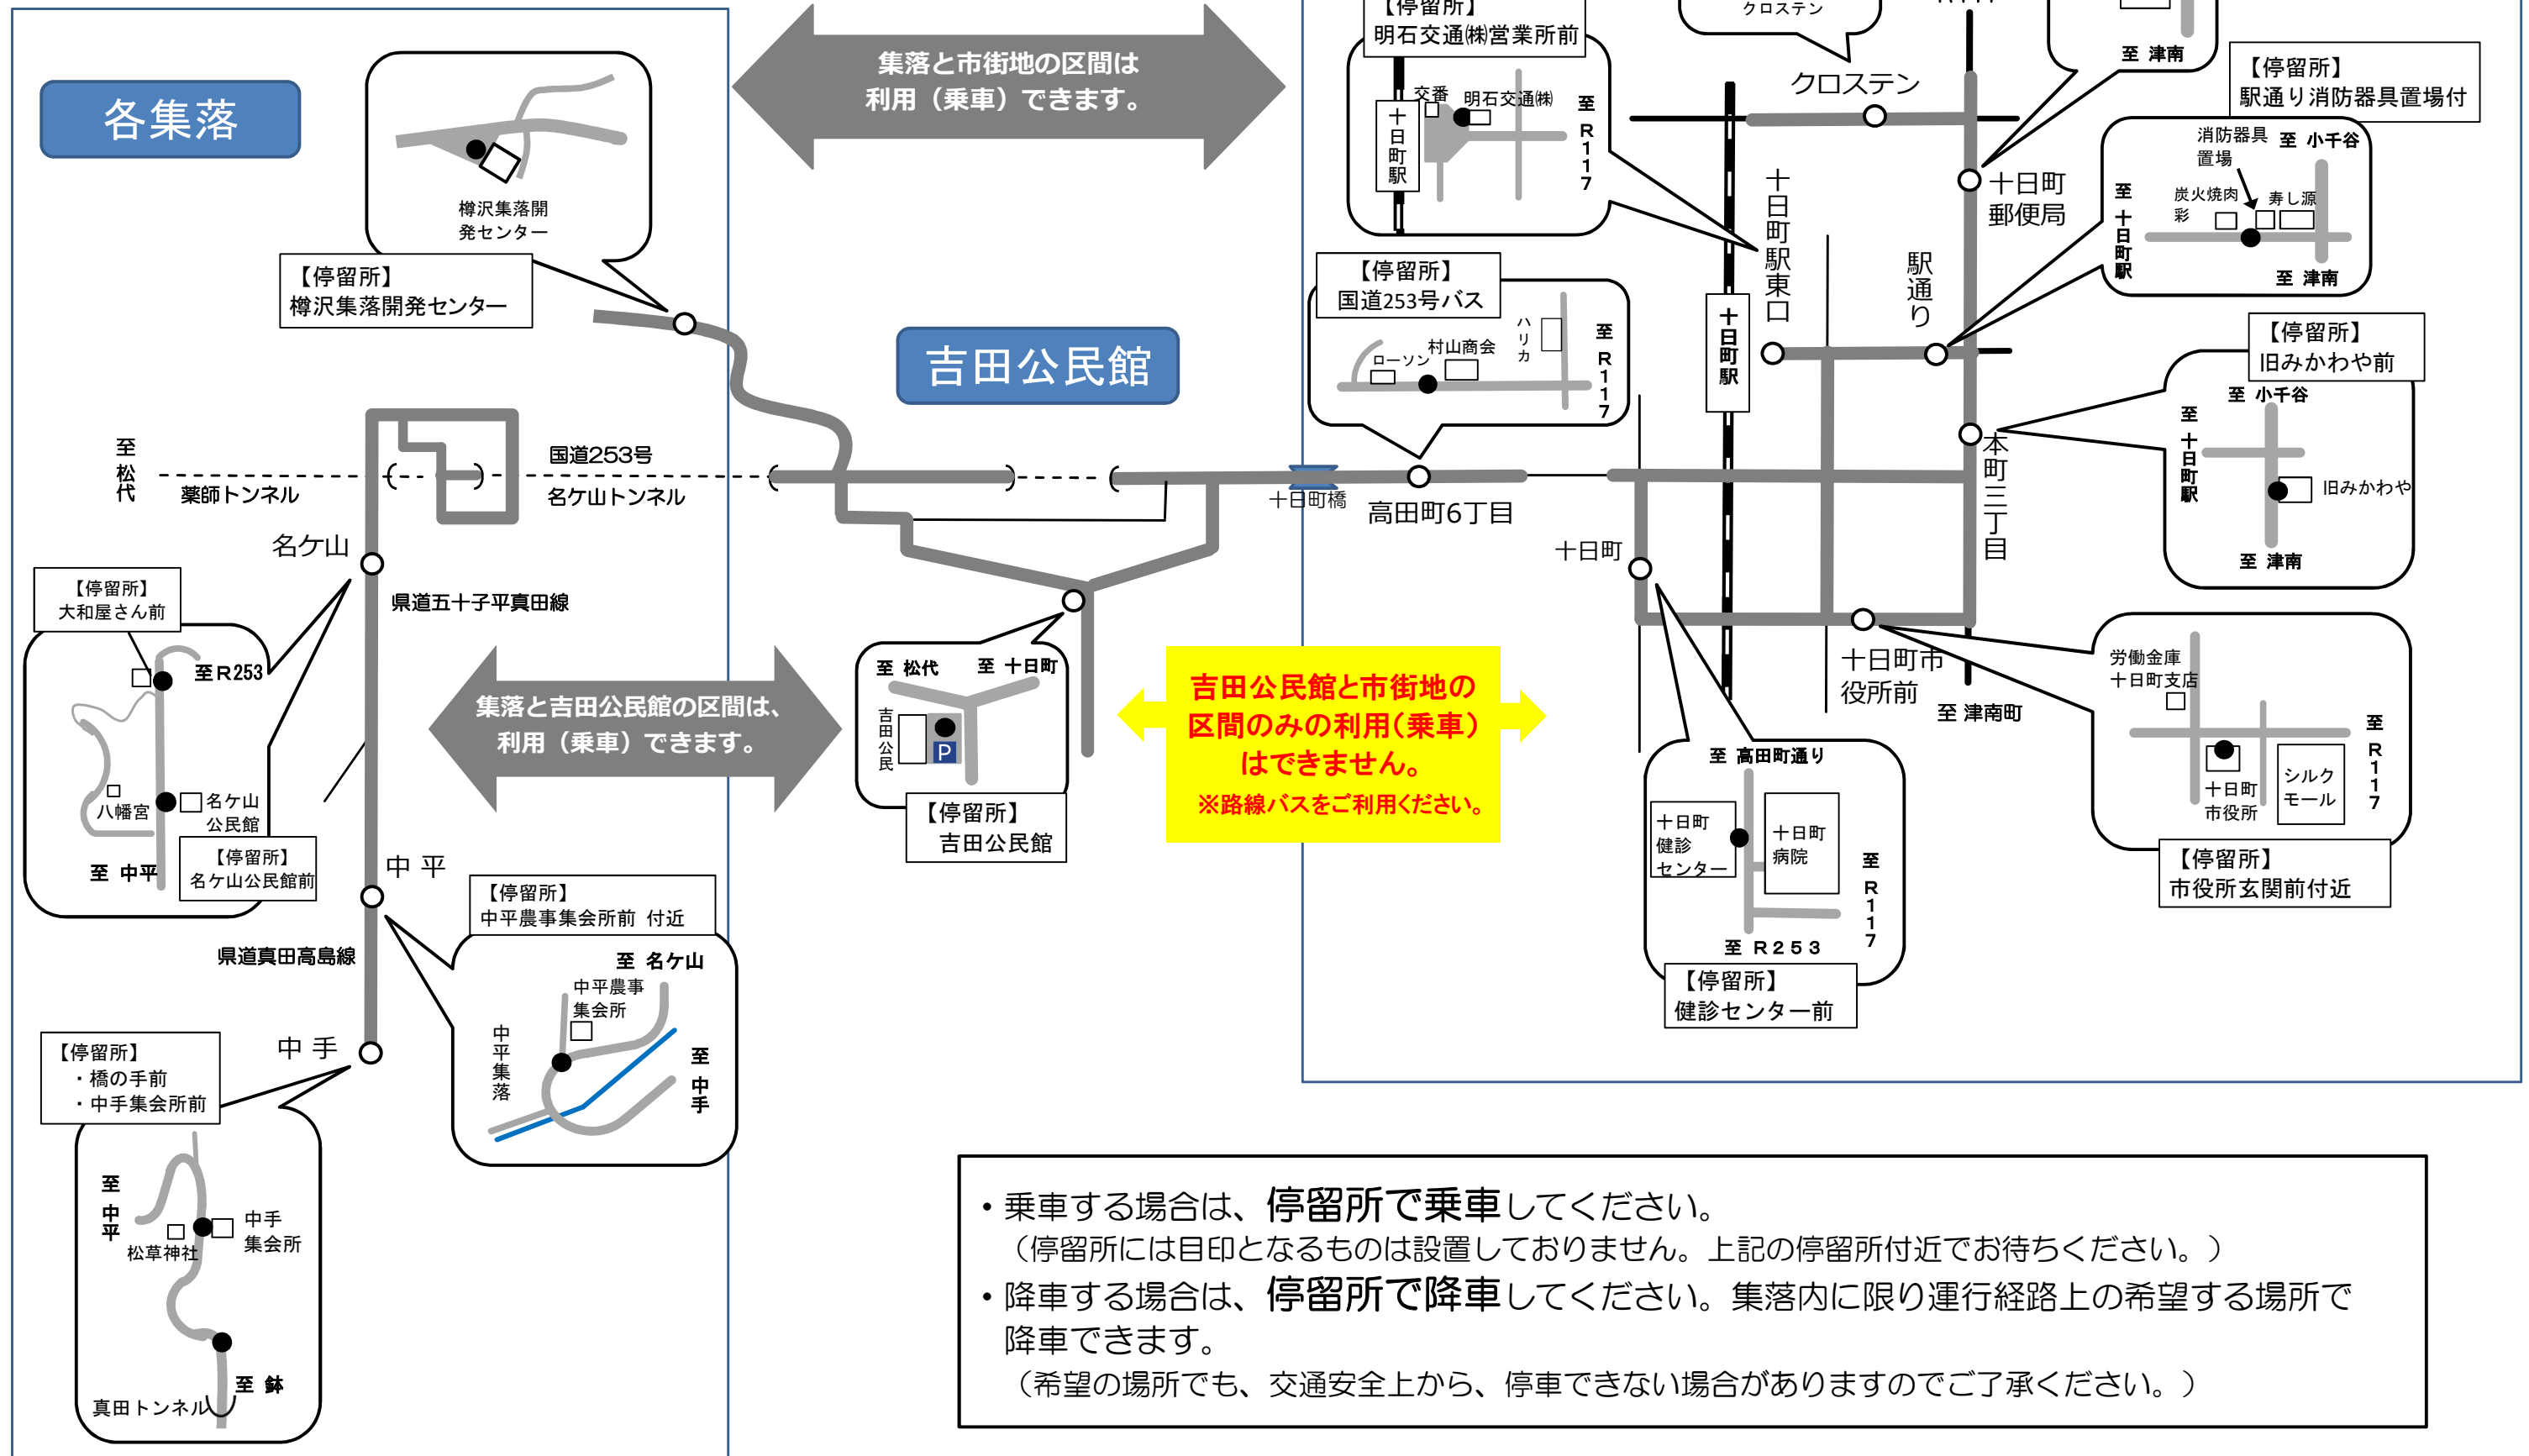 各集落
樽沢集落開
発センター
【停留所】
樽沢集落開発センター
集落と市街地の区間は
利用（乗車）できます。
【停留所】
明石交通㈱営業所前
交番
明石交通㈱
十日町駅
至 R117
クロステン
クロステン
至 津南
【停留所】
駅通り消防器具置場付
消防器具
置場
至 小千谷
炭火焼肉
彩
寿し源
至 十日町駅
至 津南
十日町
郵便局
十日町駅東口
駅通り
十日町駅
【停留所】
国道253号バス
ローソン
村山商会
ハリカ
至 R117
【停留所】
旧みかわや前
至 小千谷
至 十日町駅
旧みかわや
至 津南
本町三丁目
吉田公民館
至 松代
薬師トンネル
国道253号
名ケ山トンネル
十日町橋
高田町6丁目
十日町
名ケ山
県道五十子平真田線
【停留所】
大和屋さん前
至R253
八幡宮
名ケ山
公民館
至 中平
【停留所】
名ケ山公民館前
集落と吉田公民館の区間は、
利用（乗車）できます。
至 松代
至 十日町
吉田公民
P
【停留所】
吉田公民館
吉田公民館と市街地の
区間のみの利用（乗車）
はできません。
※路線バスをご利用ください。
十日町市
役所前
至 津南町
労働金庫
十日町支店
至 R117
十日町
市役所
シルク
モール
【停留所】
市役所玄関前付近
至 高田町通り
十日町
健診
センター
十日町
病院
至 R117
至 R253
【停留所】
健診センター前
中 平
県道真田高島線
【停留所】
中平農事集会所前 付近
至 名ケ山
中平農事
集会所
中平集落
至 中手
中 手
【停留所】
・橋の手前
・中手集会所前
至 中平
松草神社
中手
集会所
至 鉢
真田トンネル
・乗車する場合は、停留所で乗車してください。
（停留所には目印となるものは設置しておりません。上記の停留所付近でお待ちください。）
・降車する場合は、停留所で降車してください。集落内に限り運行経路上の希望する場所で
降車できます。
（希望の場所でも、交通安全上から、停車できない場合がありますのでご了承ください。）